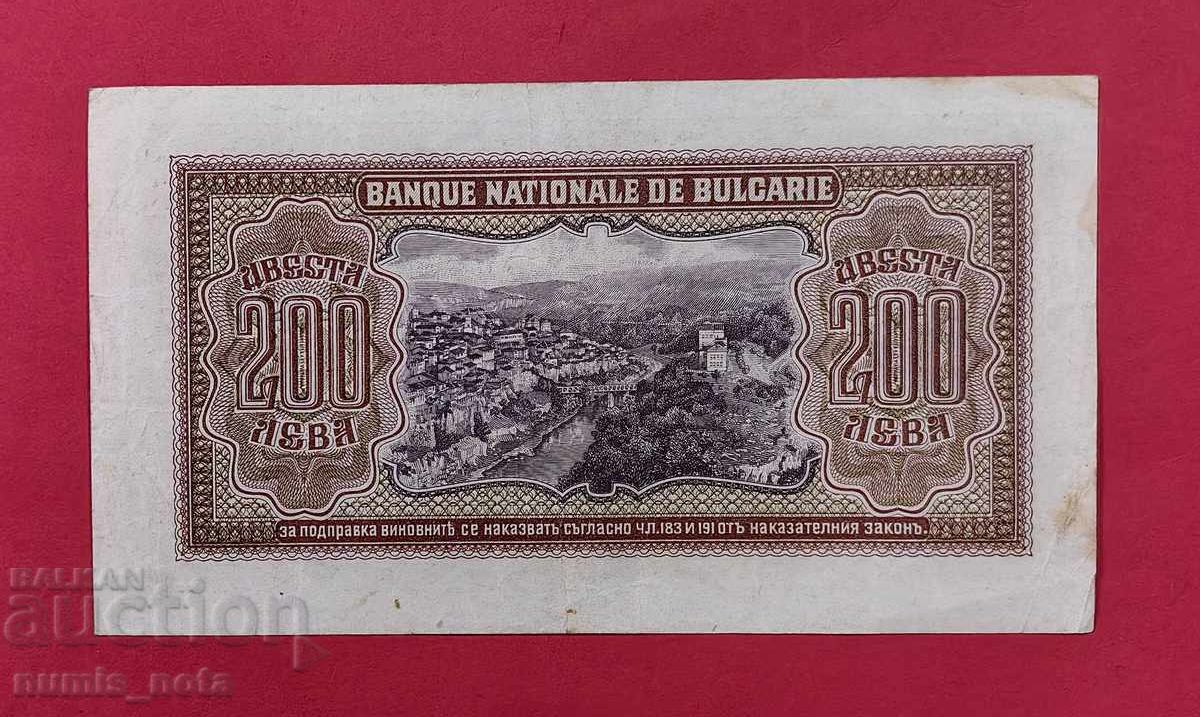 BANQUE NATIONALE DE BULGARIE
ДВЕСТА
200
ЛЕВА
ДВЕСТА
200
ЛЕВА
ЗА ПОДПРАВКА ВИНОВНИТѢ СЕ НАКАЗВАТЪ СЪГЛАСНО ЧЛ. 183 И 191 ОТЪ НАКАЗАТЕЛНИЯ ЗАКОНЪ.
BALKAN
auction
numis_nota